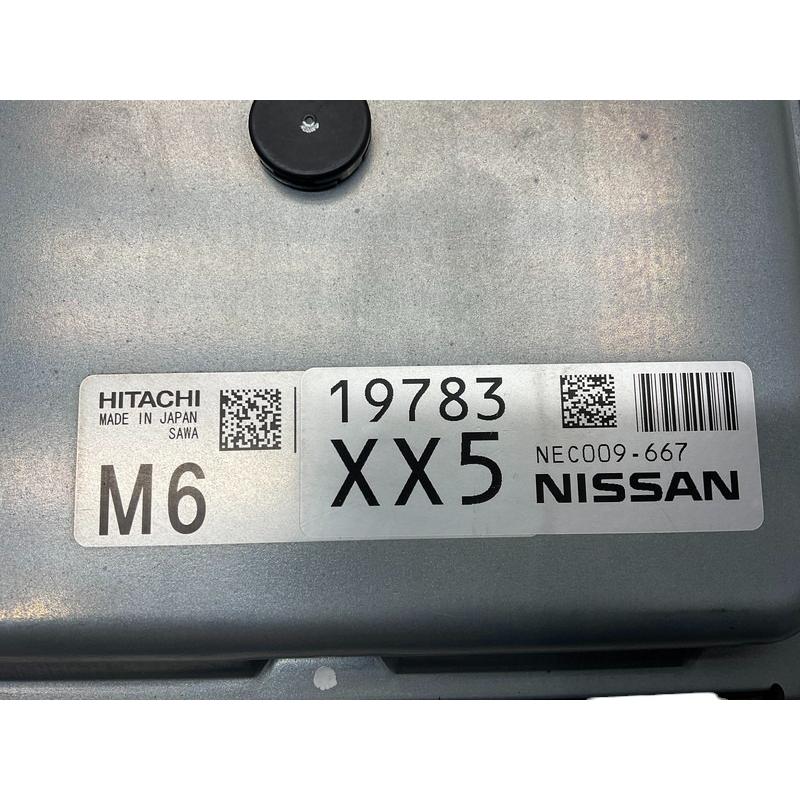 HITACHI
MADE IN JAPAN
SAWA
M6
19783
XX5
NEC009-667
NISSAN